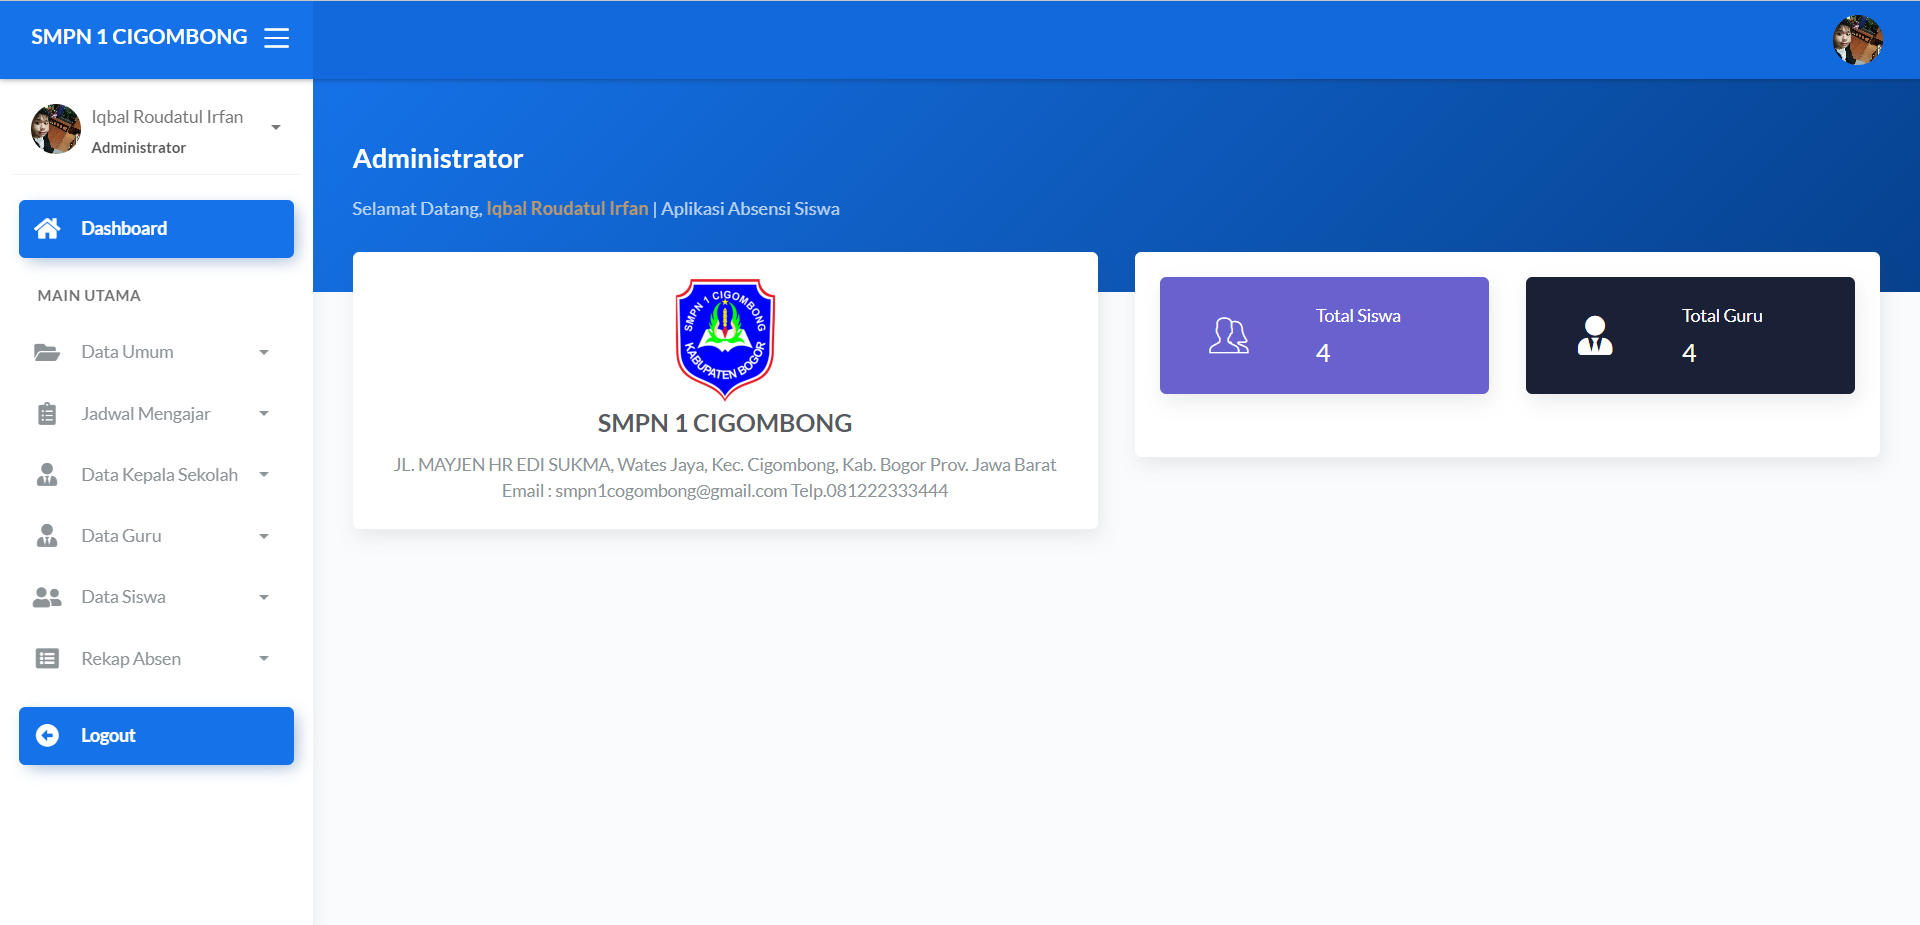 SMPN 1 CIGOMBONG
Iqbal Roudatul Irfan
Administrator
Dashboard
MAIN UTAMA
Data Umum
Jadwal Mengajar
Data Kepala Sekolah
Data Guru
Data Siswa
Rekap Absen
Logout
Administrator
Selamat Datang, Iqbal Roudatul Irfan | Aplikasi Absensi Siswa
SMPN 1 CIGOMBONG
KABUPATEN BOGOR
SMPN 1 CIGOMBONG
JL. MAYJEN HR EDI SUKMA, Wates Jaya, Kec. Cigombong, Kab. Bogor Prov. Jawa Barat
Email : smpn1cogombong@gmail.com Telp.081222333444
Total Siswa
4
Total Guru
4